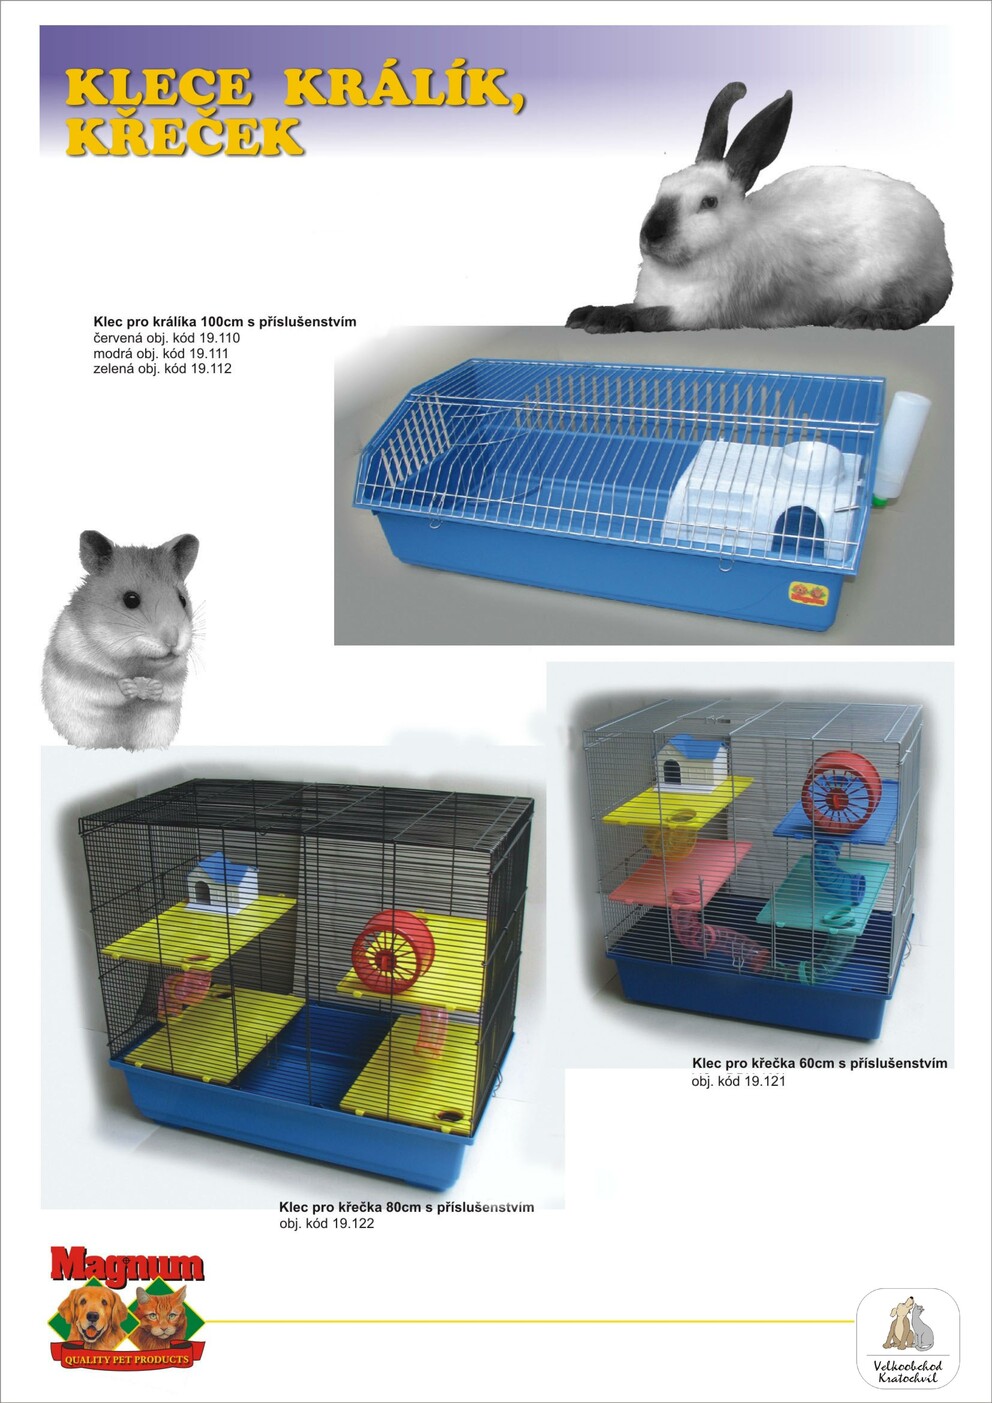 KLECE KRÁLÍK,
KŘEČEK
Klec pro králíka 100cm s příslušenstvím
červená obj. kód 19.110
modrá obj. kód 19.111
zelená obj. kód 19.112
Klec pro křečka 60cm s příslušenstvím
obj. kód 19.121
Klec pro křečka 80cm s příslušenstvím
obj. kód 19.122
Magnum
QUALITY PET PRODUCTS
Velkoobchod
Kratochvíl